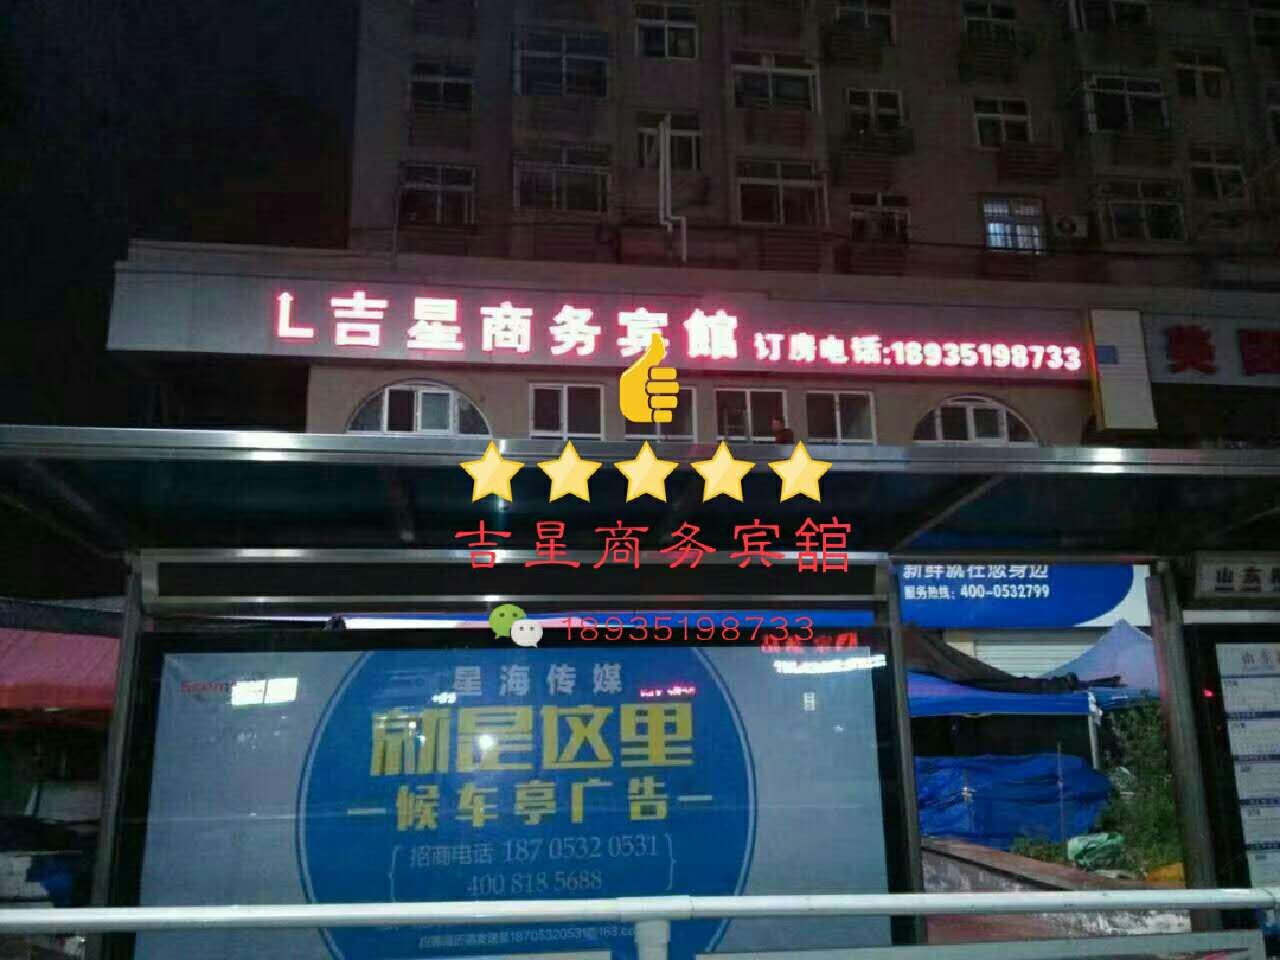 吉星商务宾館 订房电话:18935198733
吉星商务宾舘
18935198733
新鲜就在您身边
服务热线：400-0532799
星海传媒
就是这里
候车亭广告
招商电话 187 0532 0531
400 818 5688